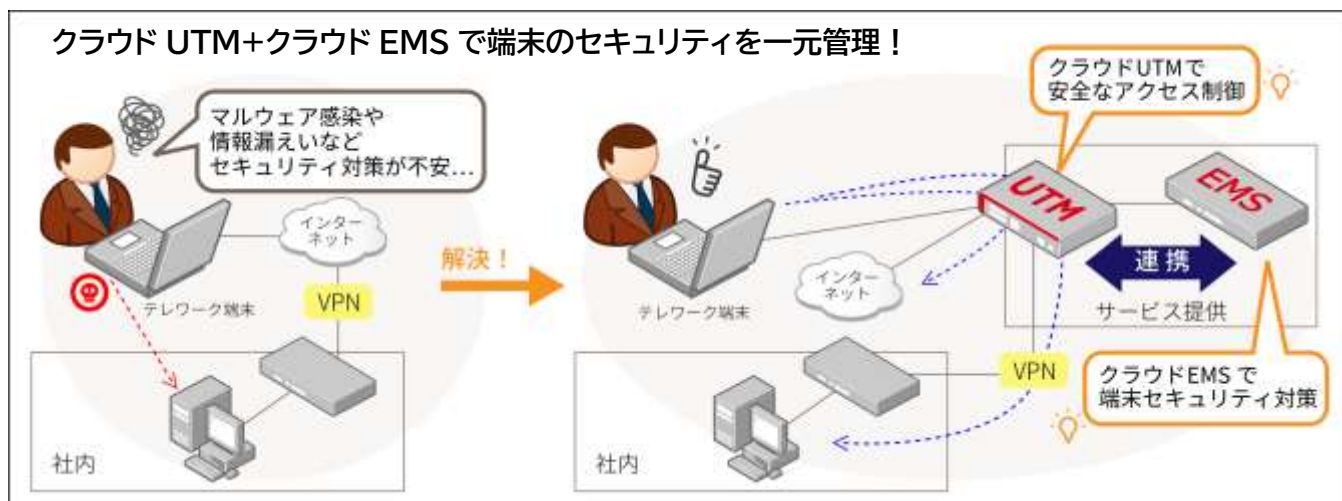 クラウド UTM+クラウド EMS で端末のセキュリティを一元管理！
マルウェア感染や
情報漏えいなど
セキュリティ対策が不安…
インター
ネット
テレワーク端末
VPN
社内
解決！
クラウドUTMで
安全なアクセス制御
UTM
EMS
連携
サービス提供
インター
ネット
テレワーク端末
VPN
クラウドEMS で
端末セキュリティ対策
社内